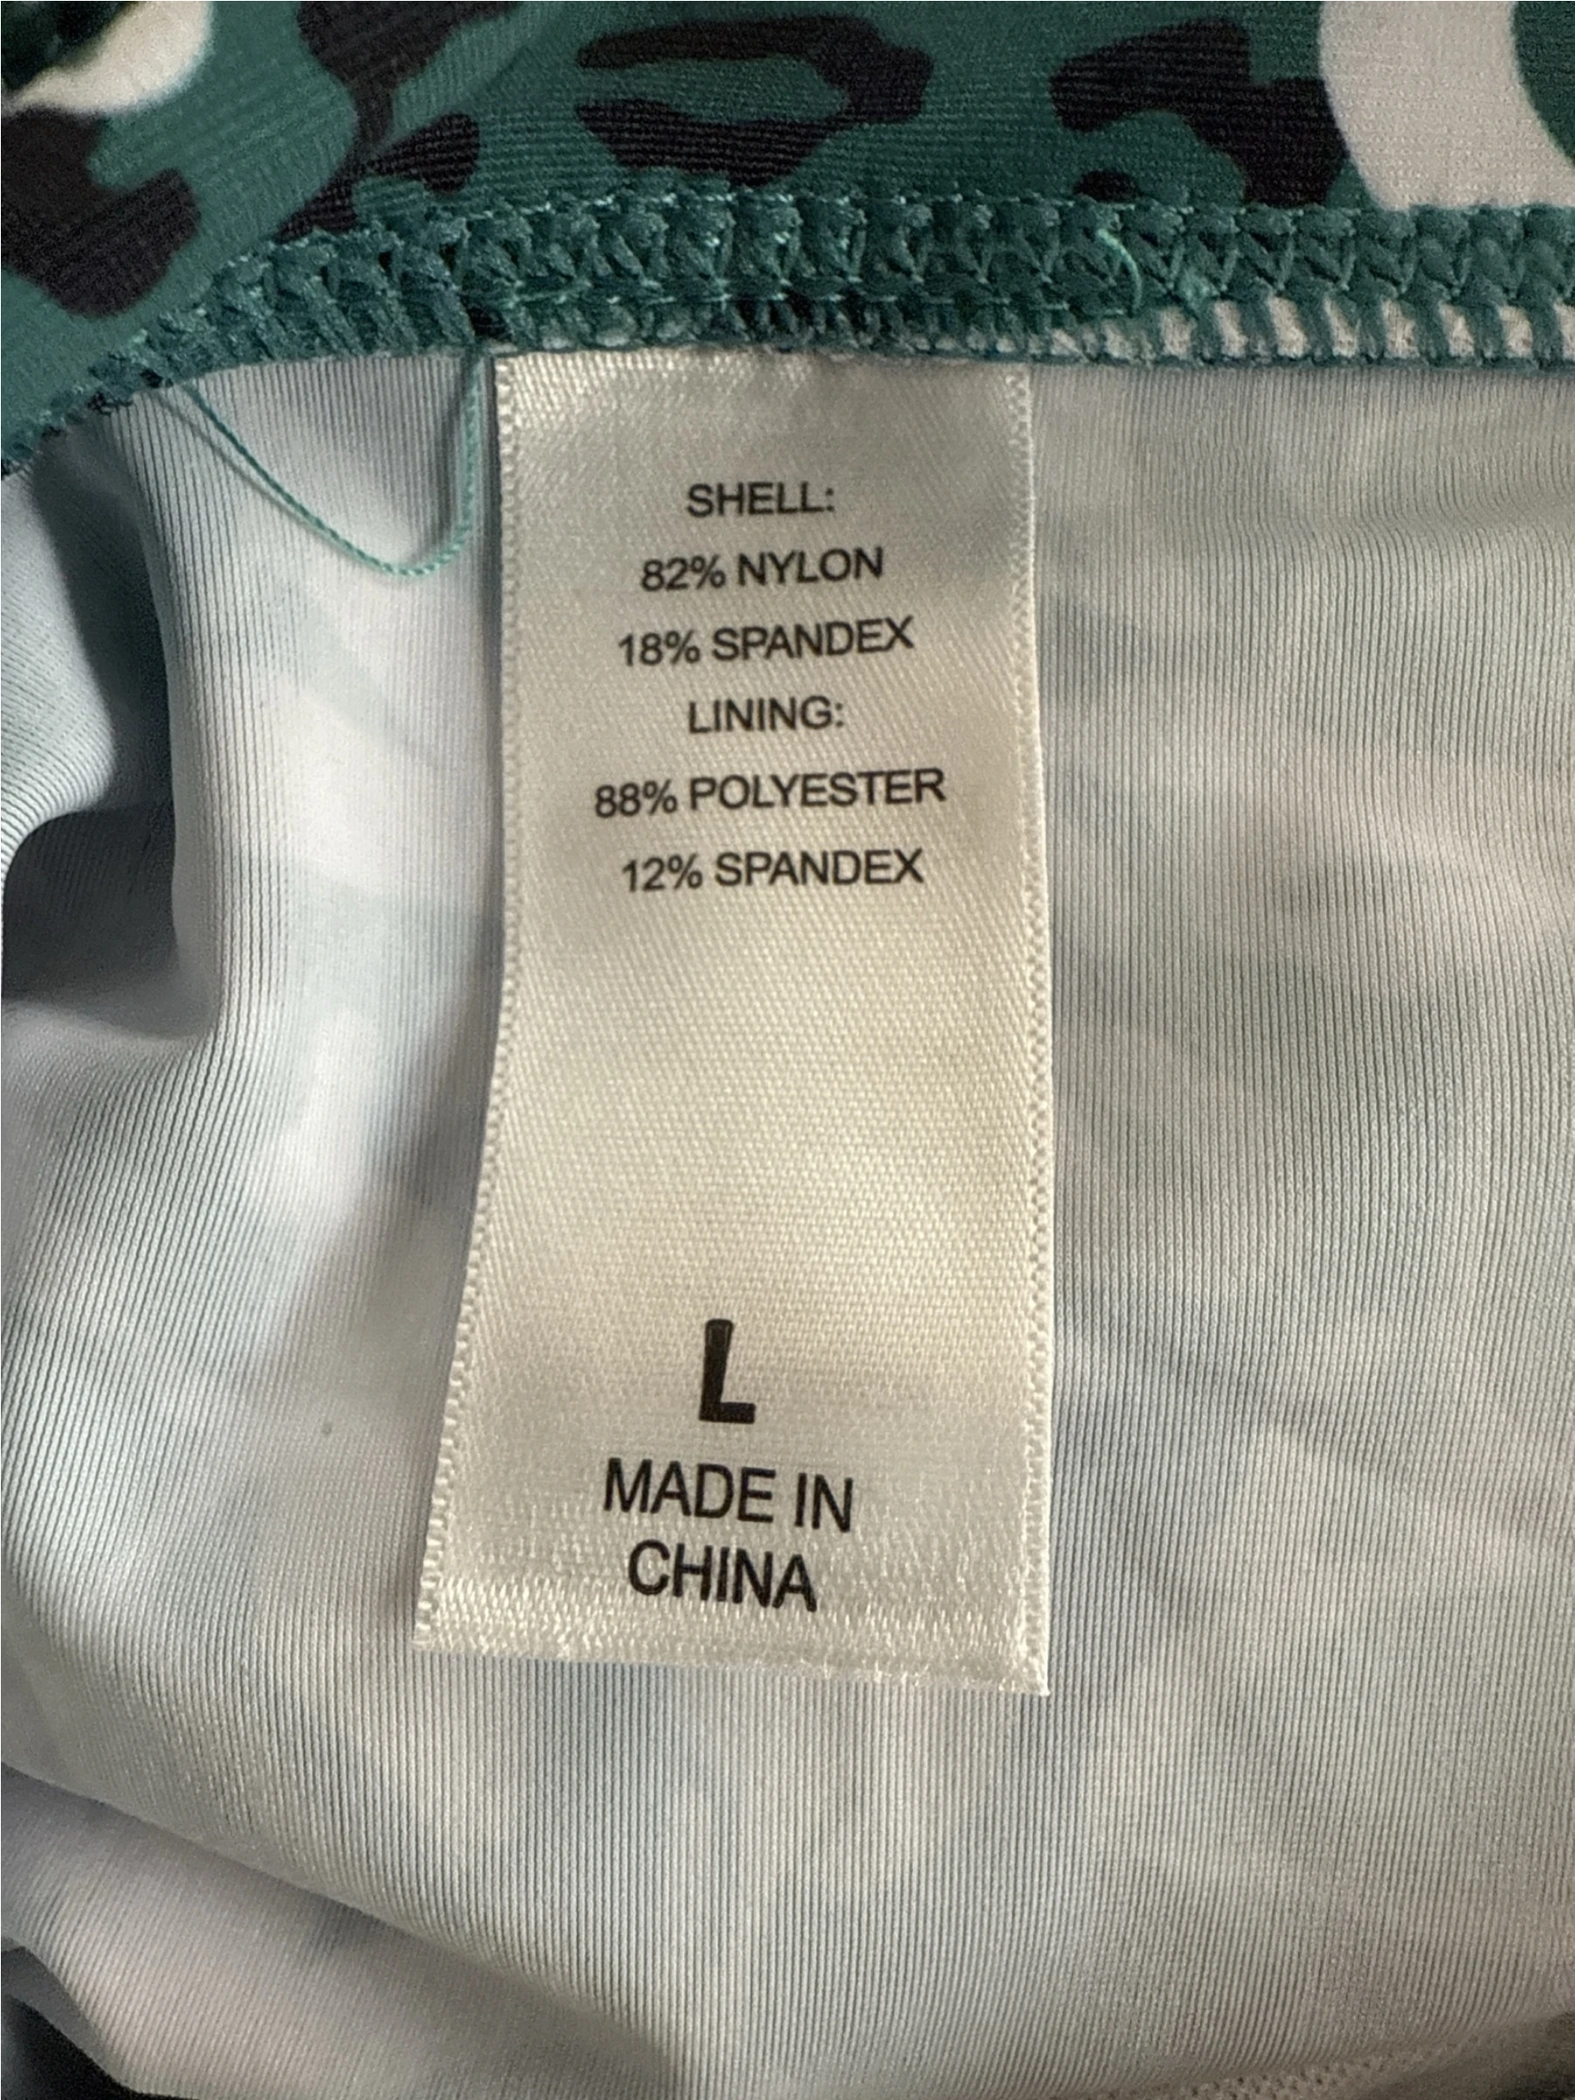 SHELL:
82% NYLON
18% SPANDEX
LINING:
88% POLYESTER
12% SPANDEX
L
MADE IN
CHINA